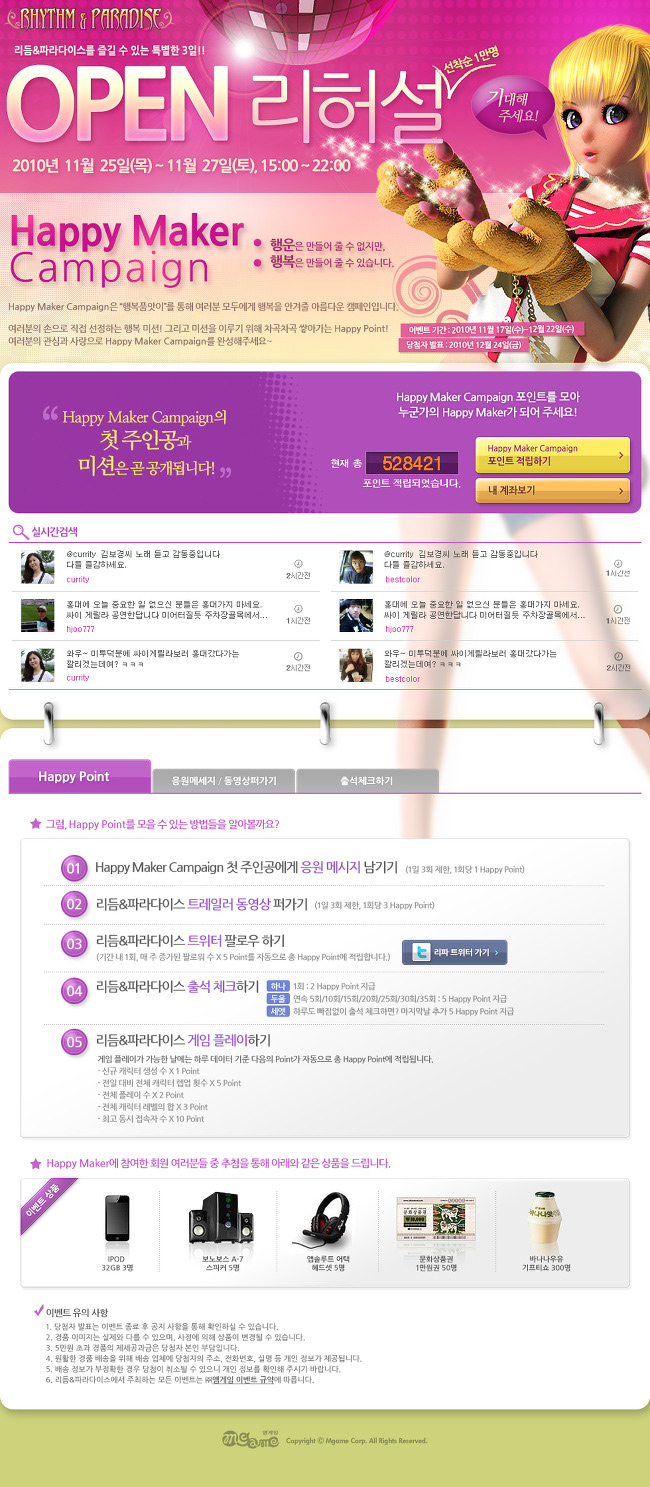 RHYTHM & PARADISE
리듬&파라다이스를 즐길 수 있는 특별한 3일!!
OPEN 리허설
선착순 1만명
기대해
주세요!
2010년 11월 25일(목) ~ 11월 27일(토), 15:00 ~ 22:00
Happy Maker
Campaign
• 행운은 만들어 줄 수 없지만,
• 행복은 만들어 줄 수 있습니다.
Happy Maker Campaign은 "행복품앗이"를 통해 여러분 모두에게 행복을 안겨줄 아름다운 캠페인입니다.
여러분의 손으로 직접 선정하는 행복 미션! 그리고 미션을 이루기 위해 차곡차곡 쌓아가는 Happy Point!
여러분의 관심과 사랑으로 Happy Maker Campaign를 완성해주세요~
이벤트 기간 : 2010년 11월 17일(수)~12월 22일(수)
당첨자 발표 : 2010년 12월 24일(금)
"Happy Maker Campaign의
첫 주인공과
미션은 곧 공개됩니다!"
Happy Maker Campaign 포인트를 모아
누군가의 Happy Maker가 되어 주세요!
현재 총 528421
포인트 적립되었습니다.
Happy Maker Campaign
포인트 적립하기
내 계좌보기
실시간검색
@currity 김보경씨 노래 듣고 감동중입니다
다들 즐감하세요.
currity
2시간전
@currity 김보경씨 노래 듣고 감동중입니다
다들 즐감하세요.
bestcolor
1시간전
홍대에 오늘 중요한 일 없으신 분들은 홍대가지 마세요.
싸이 게릴라 공연한답니다 미어터질듯 주차장골목에서...
hjoo777
1시간전
홍대에 오늘 중요한 일 없으신 분들은 홍대가지 마세요.
싸이 게릴라 공연한답니다 미어터질듯 주차장골목에서...
hjoo777
1시간전
와우~ 미투덕분에 싸이게릴라보러 홍대갔다가는
깔리겠는데여? ㅋㅋㅋ
currity
2시간전
와우~ 미투덕분에 싸이게릴라보러 홍대갔다가는
깔리겠는데여? ㅋㅋㅋ
bestcolor
2시간전
Happy Point
응원메세지 / 동영상퍼가기
출석체크하기
★ 그럼, Happy Point를 모을 수 있는 방법들을 알아볼까요?
01 Happy Maker Campaign 첫 주인공에게 응원 메시지 남기기 (1일 3회 제한, 1회당 1 Happy Point)
02 리듬&파라다이스 트레일러 동영상 퍼가기 (1일 3회 제한, 1회당 3 Happy Point)
03 리듬&파라다이스 트위터 팔로우 하기
(기간 내 1회, 매 주 증가된 팔로워 수 X 5 Point를 자동으로 총 Happy Point에 적립합니다.)
리파 트위터 가기
04 리듬&파라다이스 출석 체크하기
하나 1회 : 2 Happy Point 지급
두울 연속 5회/10회/15회/20회/25회/30회/35회 : 5 Happy Point 지급
세엣 하루도 빠짐없이 출석 체크하면? 마지막날 추가 5 Happy Point 지급
05 리듬&파라다이스 게임 플레이하기
게임 플레이가 가능한 날에는 하루 데이터 기준 다음의 Point가 자동으로 총 Happy Point에 적립됩니다.
- 신규 캐릭터 생성 수 X 1 Point
- 전일 대비 전체 캐릭터 렙업 횟수 X 5 Point
- 전체 플레이 수 X 2 Point
- 전체 캐릭터 레벨의 합 X 3 Point
- 최고 동시 접속자 수 X 10 Point
★ Happy Maker에 참여한 회원 여러분들 중 추첨을 통해 아래와 같은 상품을 드립니다.
이벤트 상품
IPOD
32GB 3명
보노보스 A-7
스피커 5명
앱솔루트 어택
헤드셋 5명
문화상품권
1만원권 50명
바나나우유
기프티쇼 300명
이벤트 유의 사항
1. 당첨자 발표는 이벤트 종료 후 공지 사항을 통해 확인하실 수 있습니다.
2. 경품 이미지는 실제와 다를 수 있으며, 사정에 의해 상품이 변경될 수 있습니다.
3. 5만원 초과 경품의 제세공과금은 당첨자 본인 부담입니다.
4. 원활한 경품 배송을 위해 배송 업체에 당첨자의 주소, 전화번호, 실명 등 개인 정보가 제공됩니다.
5. 배송 정보가 부정확한 경우 당첨이 취소될 수 있으니 개인 정보를 확인해 주시기 바랍니다.
6. 리듬&파라다이스에서 주최하는 모든 이벤트는 ㈜엠게임 이벤트 규약에 따릅니다.
mgame 엠게임 Copyright © Mgame Corp. All Rights Reserved.